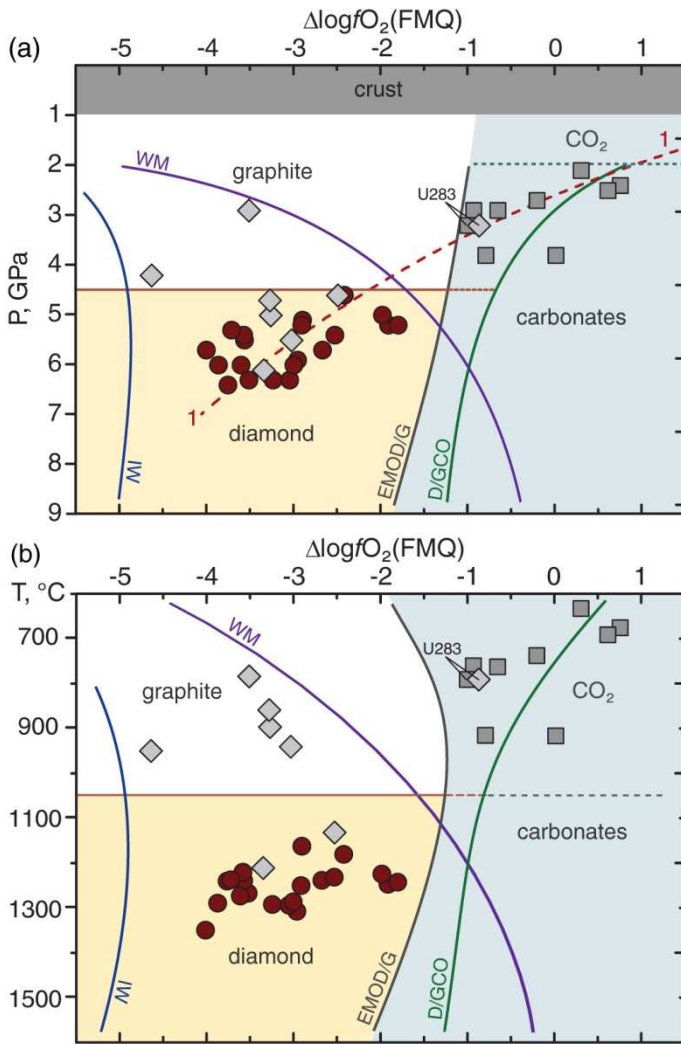 ΔlogfO₂(FMQ)
(a)
-5 -4 -3 -2 -1 0 1
crust
1
CO₂
1
2
WM
graphite
U283
3
4
P, GPa
5
carbonates
6
7
1
diamond
EMOD/G
D/GCO
8
IW
9
(b)
ΔlogfO₂(FMQ)
T, °C
-5 -4 -3 -2 -1 0 1
WM
U283
700
graphite
CO₂
900
1100
carbonates
1300
diamond
EMOD/G
D/GCO
1500
IW